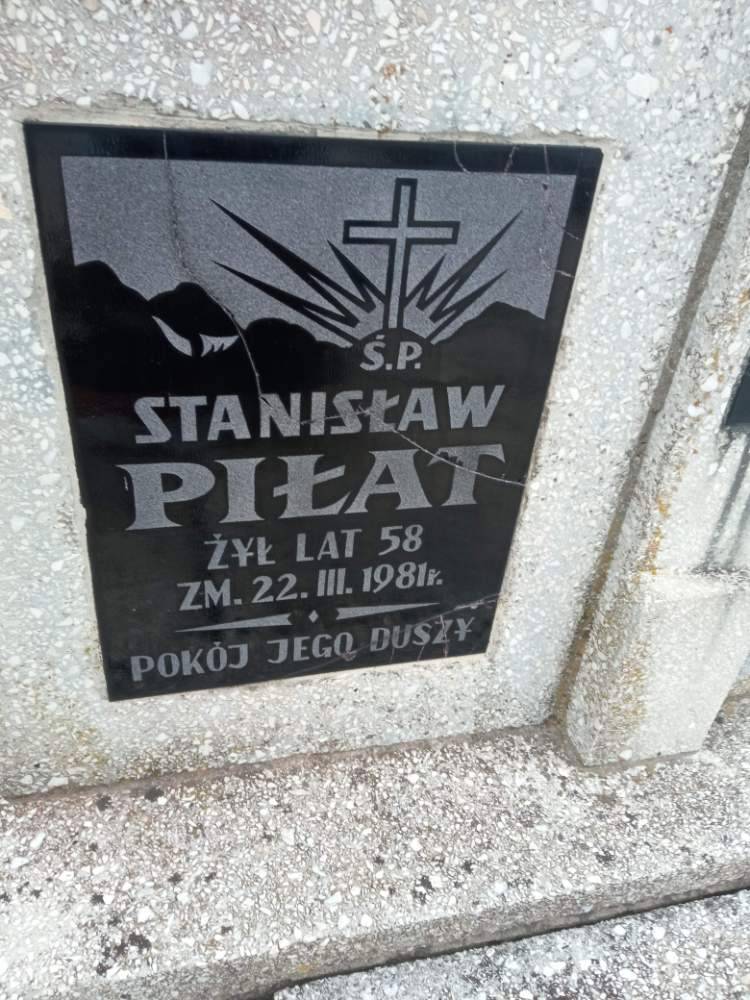 Ś.P.
STANISŁAW
PIŁAT
ŻYŁ LAT 58
ZM. 22. III. 1981r.
POKÓJ JEGO DUSZY